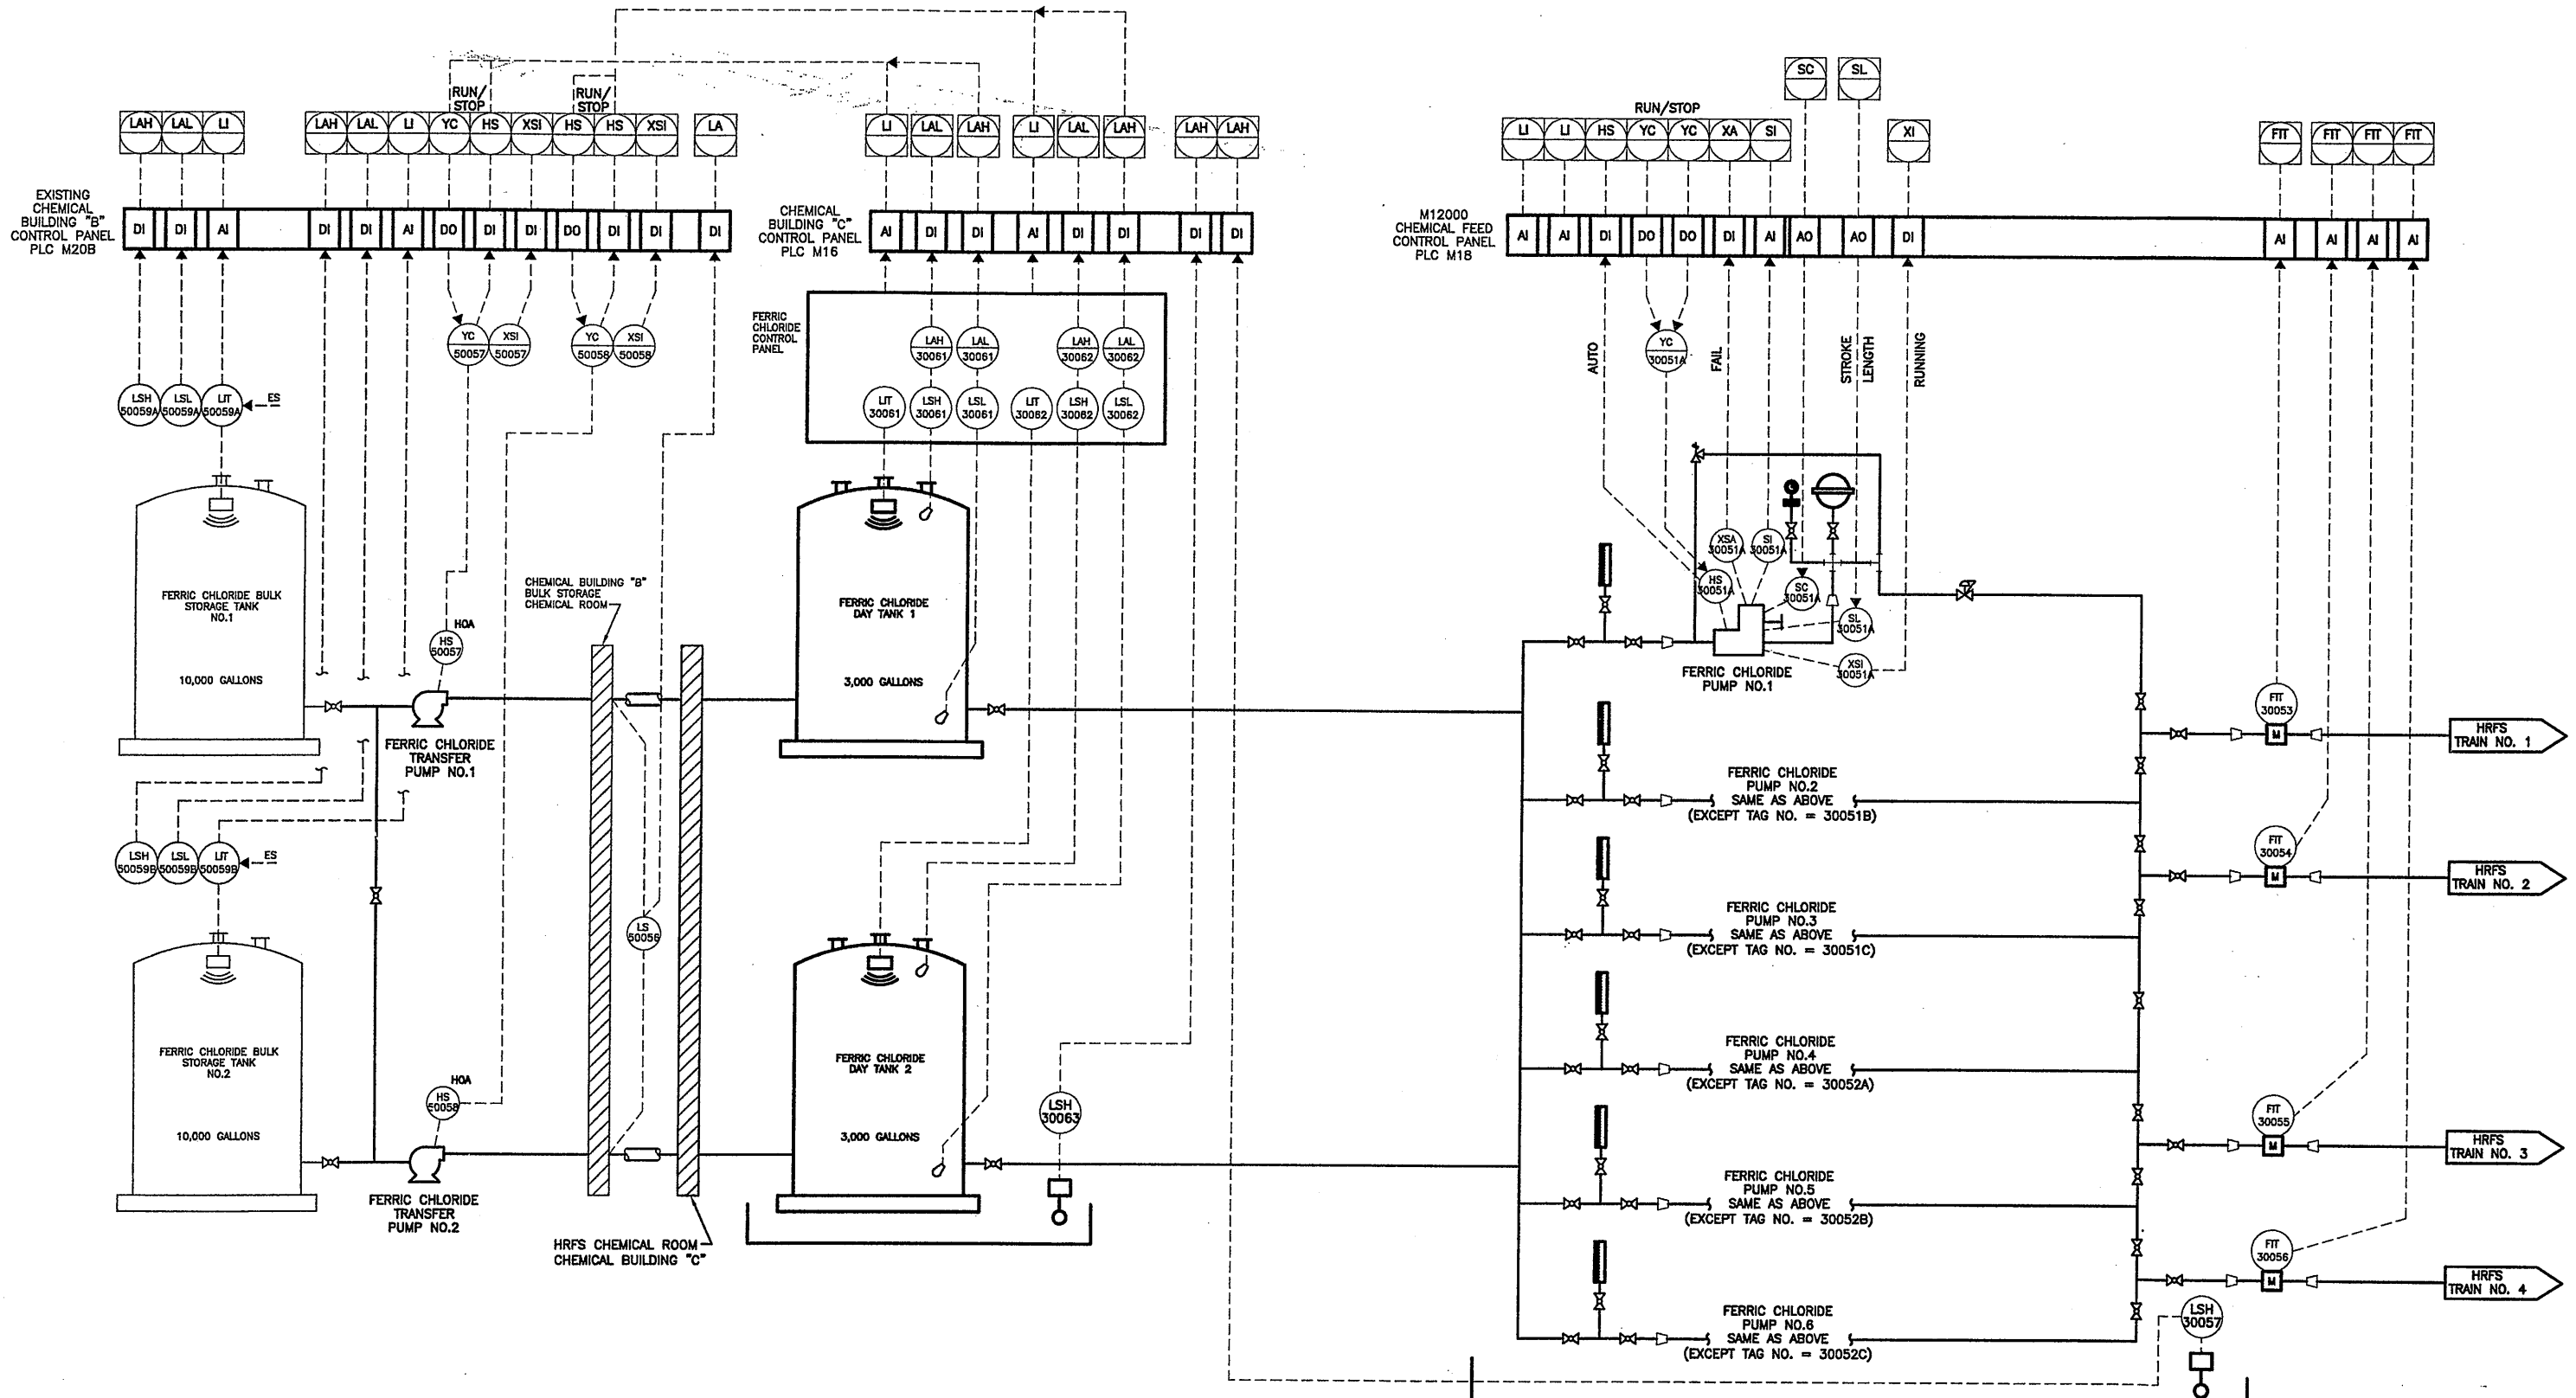 RUN/
STOP
RUN/
STOP
LAH LAL LI LAH LAL LI YC HS XSI HS HS XSI LA
EXISTING
CHEMICAL
BUILDING "B"
CONTROL PANEL
PLC M20B
DI DI AI DI DI AI DO DI DI DO DI DI DI
YC
50057
XSI
50057
YC
50058
XSI
50058
LSH
50059A
LSL
50059A
LIT
50059A
ES
FERRIC CHLORIDE BULK
STORAGE TANK
NO.1
10,000 GALLONS
HOA
HS
50057
FERRIC CHLORIDE
TRANSFER
PUMP NO.1
LSH
50059B
LSL
50059B
LIT
50059B
ES
FERRIC CHLORIDE BULK
STORAGE TANK
NO.2
10,000 GALLONS
HOA
HS
50058
FERRIC CHLORIDE
TRANSFER
PUMP NO.2
CHEMICAL BUILDING "B"
BULK STORAGE
CHEMICAL ROOM
LS
50056
HRFS CHEMICAL ROOM
CHEMICAL BUILDING "C"
LI LAL LAH LI LAL LAH LAH LAH
CHEMICAL
BUILDING "C"
CONTROL PANEL
PLC M16
AI DI DI AI DI DI DI DI
FERRIC
CHLORIDE
CONTROL
PANEL
LAH
30061
LAL
30061
LAH
30062
LAL
30062
LIT
30061
LSH
30061
LSL
30061
LIT
30062
LSH
30062
LSL
30062
FERRIC CHLORIDE
DAY TANK 1
3,000 GALLONS
FERRIC CHLORIDE
DAY TANK 2
3,000 GALLONS
LSH
30063
SC SL
RUN/STOP
LI LI HS YC YC XA SI XI FIT FIT FIT FIT
M12000
CHEMICAL FEED
CONTROL PANEL
PLC M18
AI AI DI DO DO DI AI AO AO DI AI AI AI AI
AUTO
YC
30051A
FAIL
STROKE
LENGTH
RUNNING
XSA
30051A
SI
30051A
HS
30051A
SC
30051A
SL
30051A
XSI
30051A
FERRIC CHLORIDE
PUMP NO.1
FERRIC CHLORIDE
PUMP NO.2
SAME AS ABOVE
(EXCEPT TAG NO. = 30051B)
FERRIC CHLORIDE
PUMP NO.3
SAME AS ABOVE
(EXCEPT TAG NO. = 30051C)
FERRIC CHLORIDE
PUMP NO.4
SAME AS ABOVE
(EXCEPT TAG NO. = 30052A)
FERRIC CHLORIDE
PUMP NO.5
SAME AS ABOVE
(EXCEPT TAG NO. = 30052B)
FERRIC CHLORIDE
PUMP NO.6
SAME AS ABOVE
(EXCEPT TAG NO. = 30052C)
FIT
30053
M
HRFS
TRAIN NO. 1
FIT
30054
M
HRFS
TRAIN NO. 2
FIT
30055
M
HRFS
TRAIN NO. 3
FIT
30056
M
HRFS
TRAIN NO. 4
LSH
30057